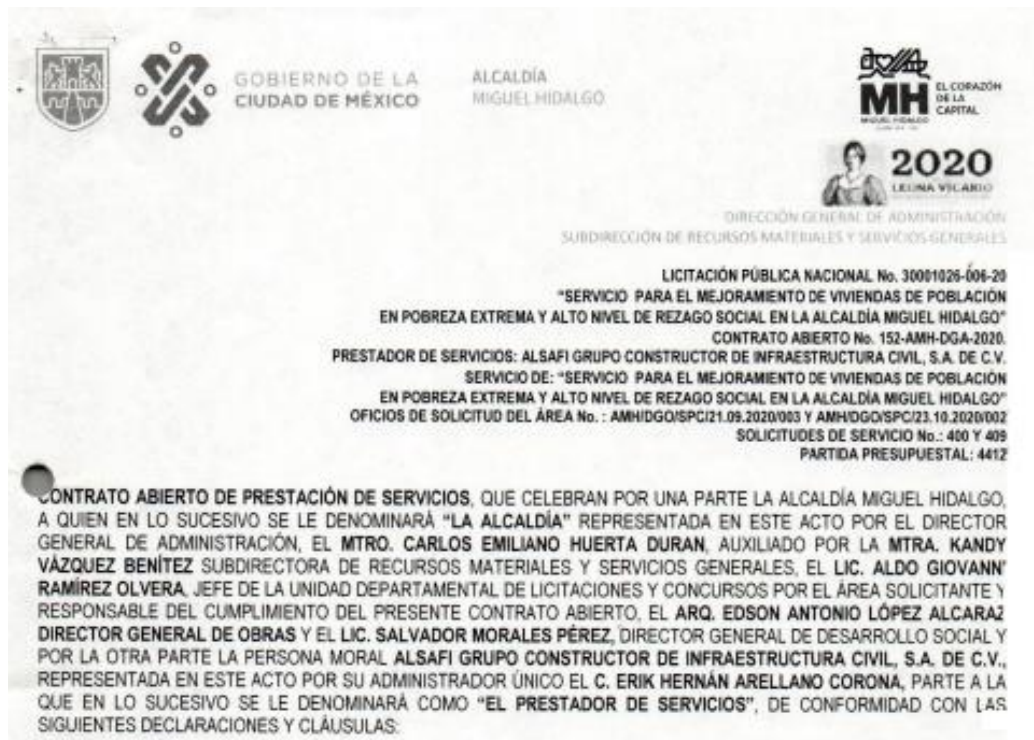 GOBIERNO DE LA
CIUDAD DE MÉXICO
ALCALDÍA
MIGUEL HIDALGO
MH
EL CORAZÓN
DE LA
CAPITAL
MIGUEL HIDALGO
2020
LEONA VICARIO
DIRECCIÓN GENERAL DE ADMINISTRACIÓN
SUBDIRECCIÓN DE RECURSOS MATERIALES Y SERVICIOS GENERALES
LICITACIÓN PÚBLICA NACIONAL No. 30001026-006-20
"SERVICIO PARA EL MEJORAMIENTO DE VIVIENDAS DE POBLACIÓN
EN POBREZA EXTREMA Y ALTO NIVEL DE REZAGO SOCIAL EN LA ALCALDÍA MIGUEL HIDALGO"
CONTRATO ABIERTO No. 152-AMH-DGA-2020.
PRESTADOR DE SERVICIOS: ALSAFI GRUPO CONSTRUCTOR DE INFRAESTRUCTURA CIVIL, S.A. DE C.V.
SERVICIO DE: "SERVICIO PARA EL MEJORAMIENTO DE VIVIENDAS DE POBLACIÓN
EN POBREZA EXTREMA Y ALTO NIVEL DE REZAGO SOCIAL EN LA ALCALDÍA MIGUEL HIDALGO"
OFICIOS DE SOLICITUD DEL ÁREA No. : AMH/DGO/SPC/21.09.2020/003 Y AMH/DGO/SPC/23.10.2020/002
SOLICITUDES DE SERVICIO No.: 400 Y 409
PARTIDA PRESUPUESTAL: 4412
CONTRATO ABIERTO DE PRESTACIÓN DE SERVICIOS, QUE CELEBRAN POR UNA PARTE LA ALCALDÍA MIGUEL HIDALGO,
A QUIEN EN LO SUCESIVO SE LE DENOMINARÁ "LA ALCALDÍA" REPRESENTADA EN ESTE ACTO POR EL DIRECTOR
GENERAL DE ADMINISTRACIÓN, EL MTRO. CARLOS EMILIANO HUERTA DURAN, AUXILIADO POR LA MTRA. KANDY
VÁZQUEZ BENÍTEZ SUBDIRECTORA DE RECURSOS MATERIALES Y SERVICIOS GENERALES, EL LIC. ALDO GIOVANN
RAMÍREZ OLVERA, JEFE DE LA UNIDAD DEPARTAMENTAL DE LICITACIONES Y CONCURSOS POR EL ÁREA SOLICITANTE Y
RESPONSABLE DEL CUMPLIMIENTO DEL PRESENTE CONTRATO ABIERTO, EL ARQ. EDSON ANTONIO LÓPEZ ALCARAZ
DIRECTOR GENERAL DE OBRAS Y EL LIC. SALVADOR MORALES PÉREZ, DIRECTOR GENERAL DE DESARROLLO SOCIAL Y
POR LA OTRA PARTE LA PERSONA MORAL ALSAFI GRUPO CONSTRUCTOR DE INFRAESTRUCTURA CIVIL, S.A. DE C.V.,
REPRESENTADA EN ESTE ACTO POR SU ADMINISTRADOR ÚNICO EL C. ERIK HERNÁN ARELLANO CORONA, PARTE A LA
QUE EN LO SUCESIVO SE LE DENOMINARÁ COMO "EL PRESTADOR DE SERVICIOS", DE CONFORMIDAD CON LAS
SIGUIENTES DECLARACIONES Y CLÁUSULAS: